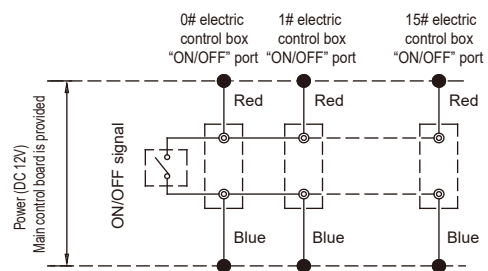 0# electric
control box
“ON/OFF” port
1# electric
control box
“ON/OFF” port
15# electric
control box
“ON/OFF” port
Red
Red
Red
Power (DC 12V)
Main control board is provided
ON/OFF signal
Blue
Blue
Blue